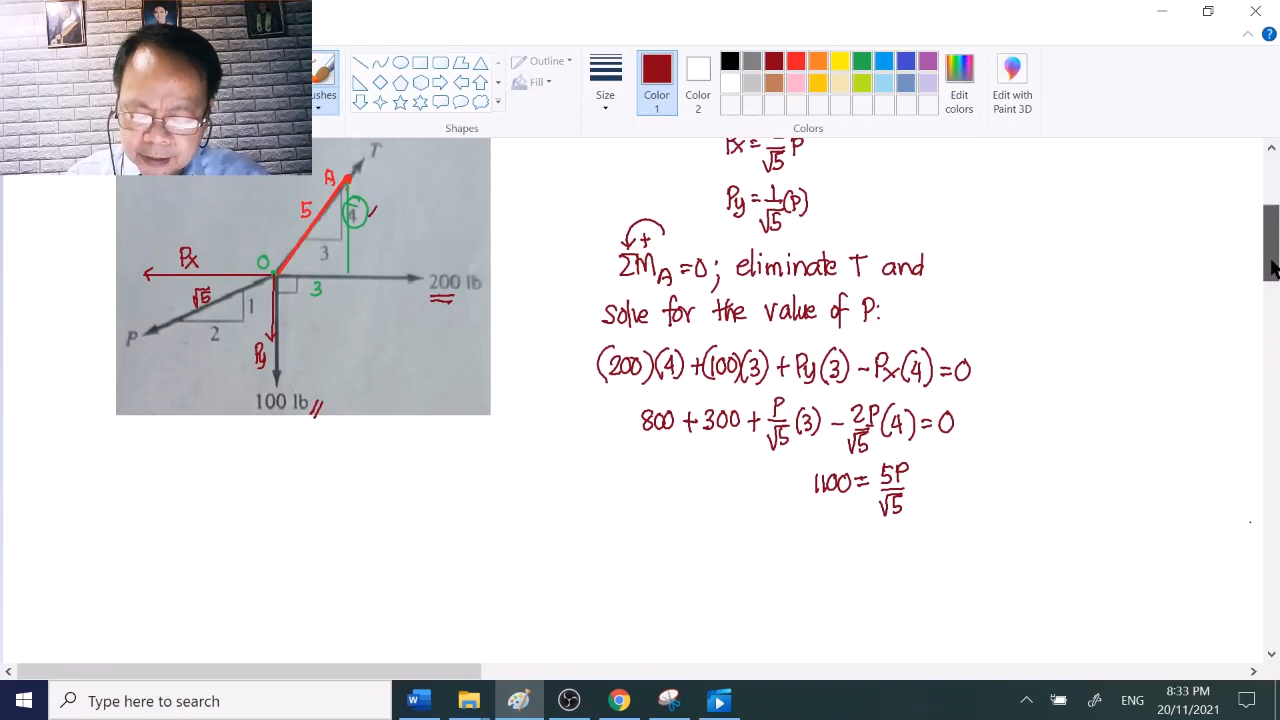 Outline
Fill
Shapes
Size
Color
1
Color
2
Edit
colors
Edit with
Paint 3D
Colors
Px = /√5 P
Py = 1/√5 (P)
+
ΣM_A = 0; eliminate T and
solve for the value of P:
(200)(4) + (100)(3) + Py(3) - Px(4) = 0
800 + 300 + P/√5 (3) - 2P/√5 (4) = 0
1100 = 5P/√5
T
A
5
4
3
Px
O
3
200 lb
√5
1
2
P
Py
100 lb
Type here to search
ENG
8:33 PM
20/11/2021